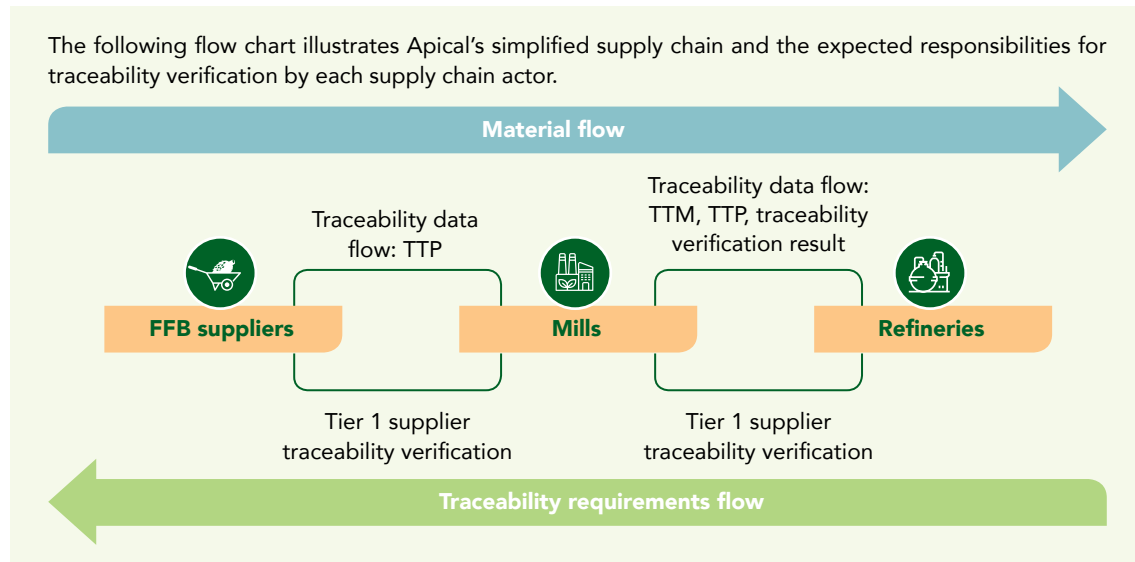 The following flow chart illustrates Apical’s simplified supply chain and the expected responsibilities for
traceability verification by each supply chain actor.
Material flow
Traceability data
flow: TTP
Traceability data flow:
TTM, TTP, traceability
verification result
FFB suppliers
Mills
Refineries
Tier 1 supplier
traceability verification
Tier 1 supplier
traceability verification
Traceability requirements flow